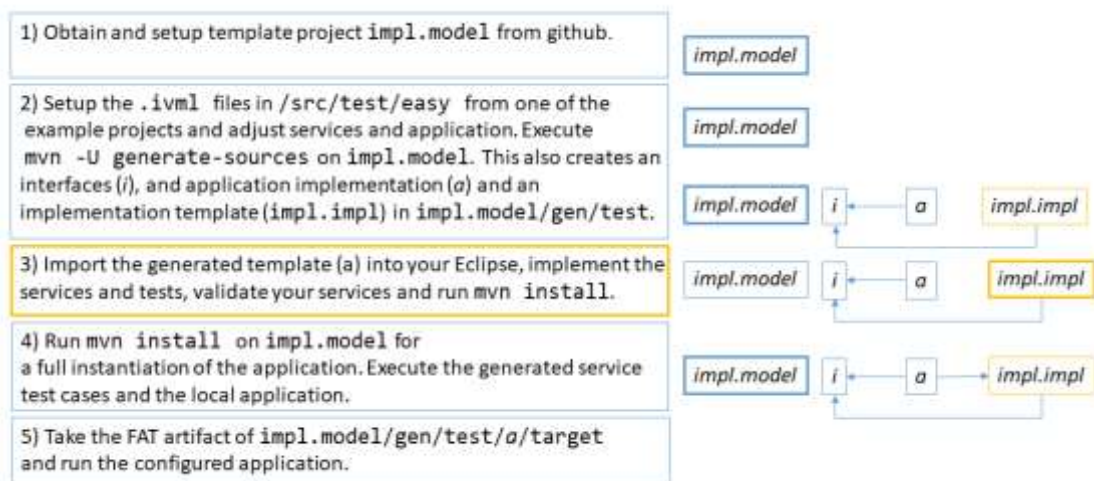 1) Obtain and setup template project impl.model from github.
impl.model
2) Setup the .ivml files in /src/test/easy from one of the
example projects and adjust services and application. Execute
mvn -U generate-sources on impl.model. This also creates an
interfaces (i), and application implementation (a) and an
implementation template (impl.impl) in impl.model/gen/test.
impl.model
impl.model i a impl.impl
3) Import the generated template (a) into your Eclipse, implement the
services and tests, validate your services and run mvn install.
impl.model i a impl.impl
4) Run mvn install on impl.model for
a full instantiation of the application. Execute the generated service
test cases and the local application.
impl.model i a impl.impl
5) Take the FAT artifact of impl.model/gen/test/a/target
and run the configured application.